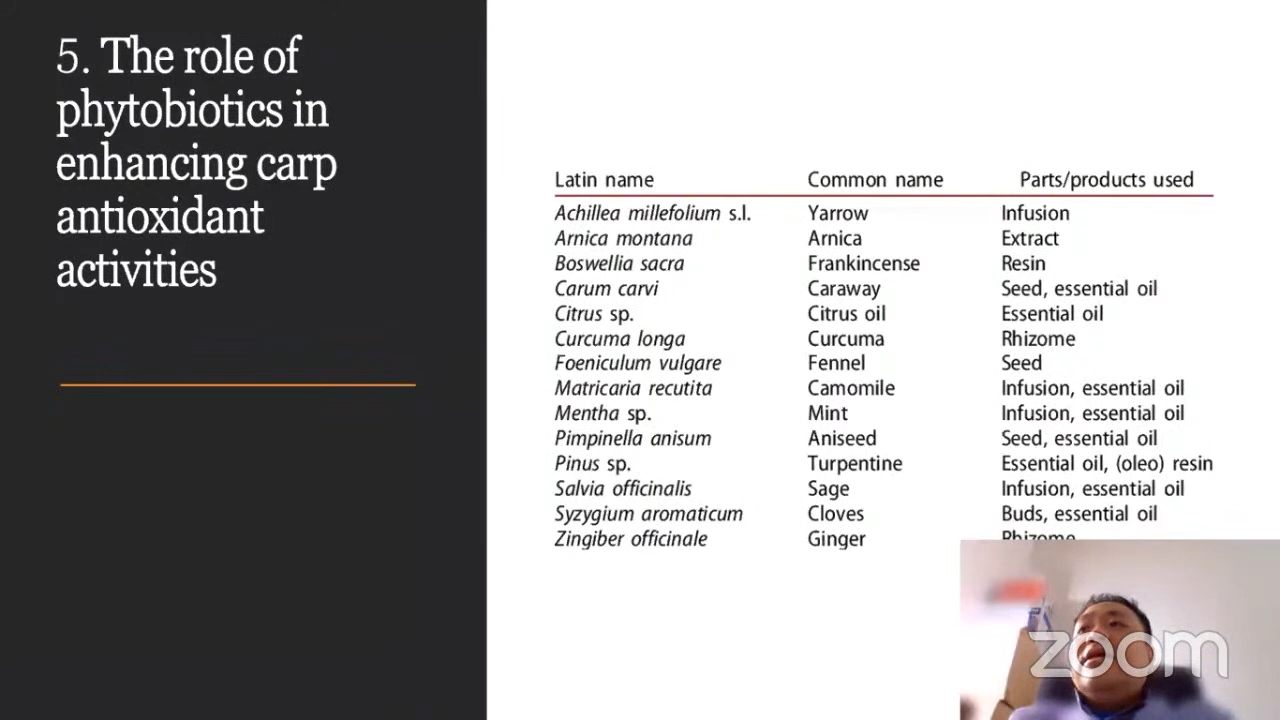 5. The role of
phytobiotics in
enhancing carp
antioxidant
activities
Latin name Common name Parts/products used
Achillea millefolium s.l. Yarrow Infusion
Arnica montana Arnica Extract
Boswellia sacra Frankincense Resin
Carum carvi Caraway Seed, essential oil
Citrus sp. Citrus oil Essential oil
Curcuma longa Curcuma Rhizome
Foeniculum vulgare Fennel Seed
Matricaria recutita Camomile Infusion, essential oil
Mentha sp. Mint Infusion, essential oil
Pimpinella anisum Aniseed Seed, essential oil
Pinus sp. Turpentine Essential oil, (oleo) resin
Salvia officinalis Sage Infusion, essential oil
Syzygium aromaticum Cloves Buds, essential oil
Zingiber officinale Ginger Rhizome
zoom